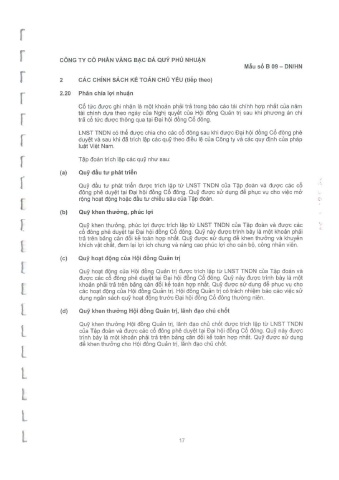 CÔNG TY CỔ PHẦN VÀNG BẠC ĐÁ QUÝ PHÚ NHUẬN
Mẫu số B 09 – DN/HN
2 CÁC CHÍNH SÁCH KẾ TOÁN CHỦ YẾU (tiếp theo)
2.20 Phân chia lợi nhuận
Cổ tức được ghi nhận là một khoản phải trả trong báo cáo tài chính hợp nhất của năm
tài chính dựa theo ngày của Nghị quyết của Hội đồng Quản trị sau khi phương án chi
trả cổ tức được thông qua tại Đại hội đồng Cổ đông.
LNST TNDN có thể được chia cho các cổ đông sau khi được Đại hội đồng Cổ đông phê
duyệt và sau khi đã trích lập các quỹ theo điều lệ của Công ty và các quy định của pháp
luật Việt Nam.
Tập đoàn trích lập các quỹ như sau
(a) Quỹ đầu tư phát triển
Quỹ đầu tư phát triển được trích lập từ LNST TNDN của Tập đoàn và được các cổ
đông phê duyệt tại Đại hội đồng Cổ đông. Quỹ được sử dụng để phục vụ cho việc mở
rộng hoạt động hoặc đầu tư chiều sâu của Tập đoàn.
(b) Quỹ khen thưởng, phúc lợi
Quỹ khen thưởng, phúc lợi được trích lập từ LNST TNDN của Tập đoàn và được các
cổ đông phê duyệt tại Đại hội đồng Cổ đông. Quỹ này được trình bày là một khoản phải
trả trên bảng cân đối kế toán hợp nhất. Quỹ được sử dụng để khen thưởng và khuyến
khích vật chất, đem lại lợi ích chung và nâng cao phúc lợi cho cán bộ, công nhân viên.
(c) Quỹ hoạt động của Hội đồng Quản trị
Quỹ hoạt động của Hội đồng Quản trị được trích lập từ LNST TNDN của Tập đoàn và
được các cổ đông phê duyệt tại Đại hội đồng Cổ đông. Quỹ này được trình bày là một
khoản phải trả trên bảng cân đối kế toán hợp nhất. Quỹ được sử dụng để phục vụ cho
các hoạt động của Hội đồng Quản trị. Hội đồng Quản trị có trách nhiệm báo các việc sử
dụng ngân sách quỹ hoạt động trước Đại hội đồng Cổ đông thường niên.
(d) Quỹ khen thưởng Hội đồng Quản trị, lãnh đạo chủ chốt
Quỹ khen thưởng Hội đồng Quản trị, lãnh đạo chủ chốt được trích lập từ LNST TNDN
của Tập đoàn và được các cổ đông phê duyệt tại Đại hội đồng Cổ đông. Quỹ này được
trình bày là một khoản phải trả trên bảng cân đối kế toán hợp nhất. Quỹ được sử dụng
để khen thưởng cho Hội đồng Quản trị, lãnh đạo chủ chốt.
17